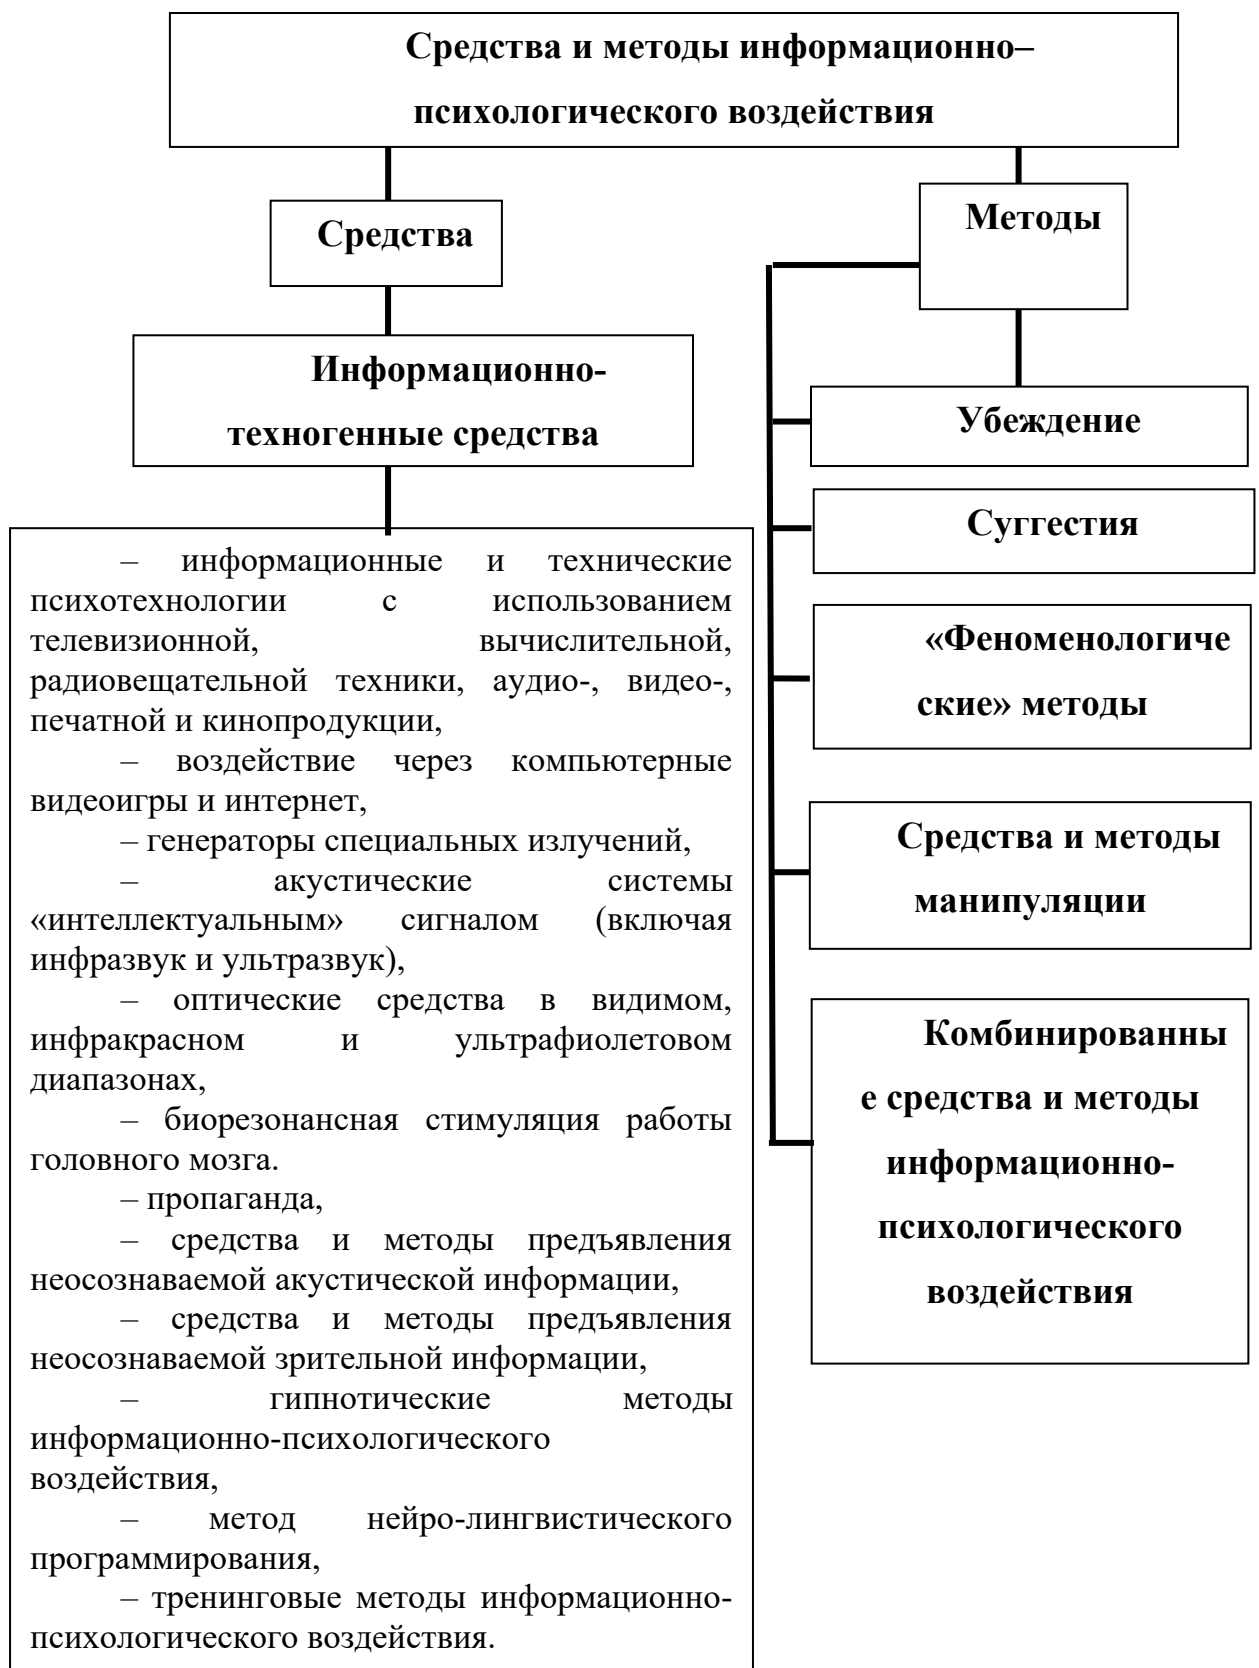 Средства и методы информационно–
психологического воздействия
Средства
Методы
Информационно-
техногенные средства
– информационные и технические
психотехнологии с использованием
телевизионной, вычислительной,
радиовещательной техники, аудио-, видео-,
печатной и кинопродукции,
– воздействие через компьютерные
видеоигры и интернет,
– генераторы специальных излучений,
– акустические системы
«интеллектуальным» сигналом (включая
инфразвук и ультразвук),
– оптические средства в видимом,
инфракрасном и ультрафиолетовом
диапазонах,
– биорезонансная стимуляция работы
головного мозга.
– пропаганда,
– средства и методы предъявления
неосознаваемой акустической информации,
– средства и методы предъявления
неосознаваемой зрительной информации,
– гипнотические методы
информационно-психологического
воздействия,
– метод нейро-лингвистического
программирования,
– тренинговые методы информационно-
психологического воздействия.
Убеждение
Суггестия
«Феноменологиче
ские» методы
Средства и методы
манипуляции
Комбинированны
е средства и методы
информационно-
психологического
воздействия